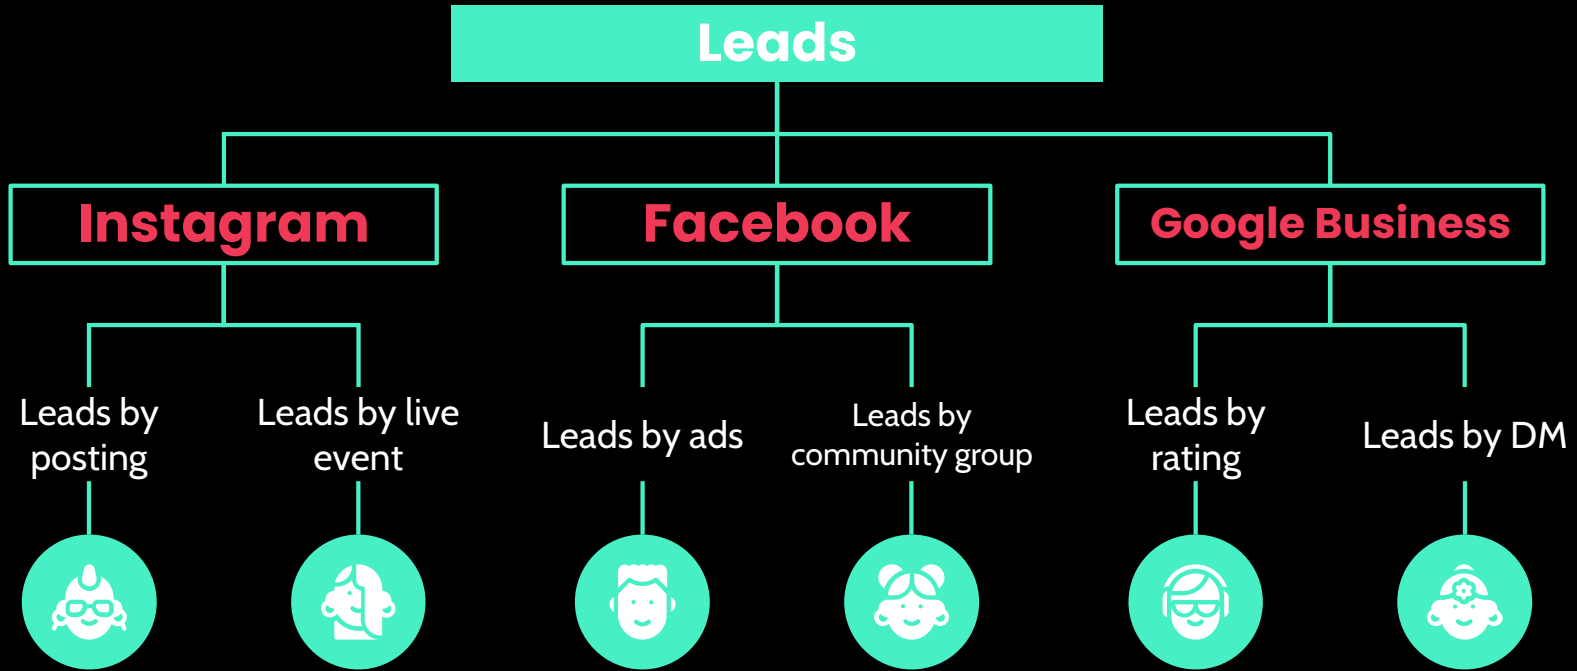 Leads
Instagram
Facebook
Google Business
Leads by
posting
Leads by live
event
Leads by ads
Leads by
community group
Leads by
rating
Leads by DM